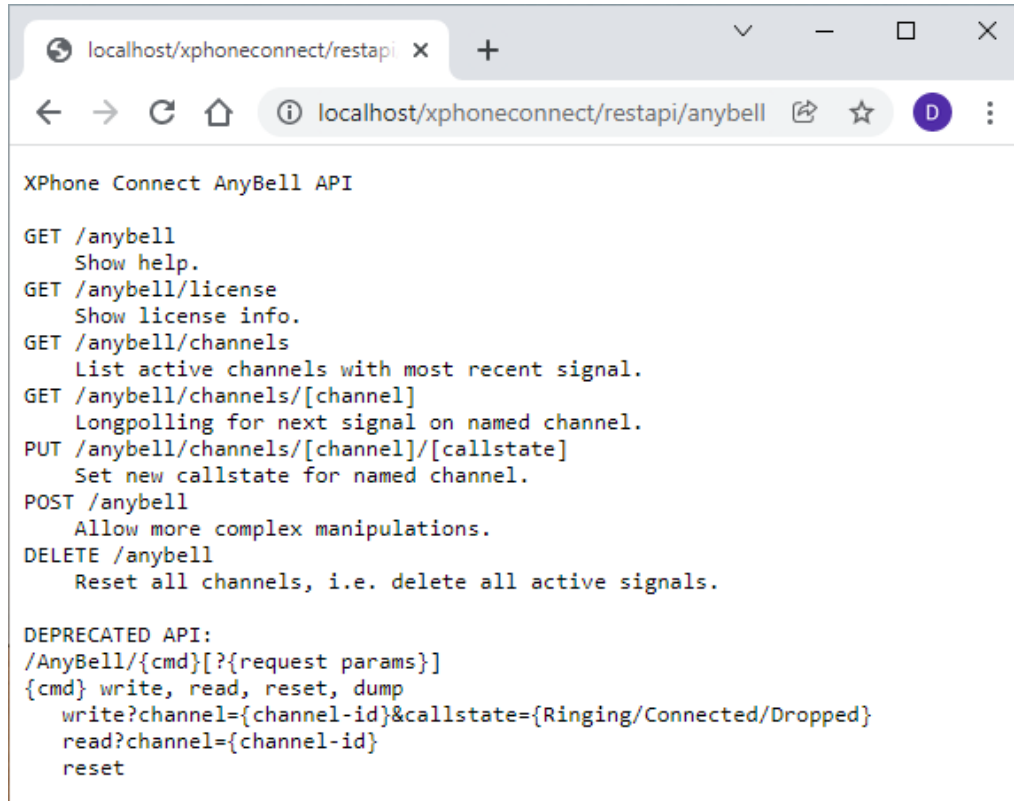 localhost/xphoneconnect/restapi
localhost/xphoneconnect/restapi/anybell
D
XPhone Connect AnyBell API
GET /anybell
Show help.
GET /anybell/license
Show license info.
GET /anybell/channels
List active channels with most recent signal.
GET /anybell/channels/[channel]
Longpolling for next signal on named channel.
PUT /anybell/channels/[channel]/[callstate]
Set new callstate for named channel.
POST /anybell
Allow more complex manipulations.
DELETE /anybell
Reset all channels, i.e. delete all active signals.
DEPRECATED API:
/AnyBell/{cmd}[?{request params}]
{cmd} write, read, reset, dump
write?channel={channel-id}&callstate={Ringing/Connected/Dropped}
read?channel={channel-id}
reset